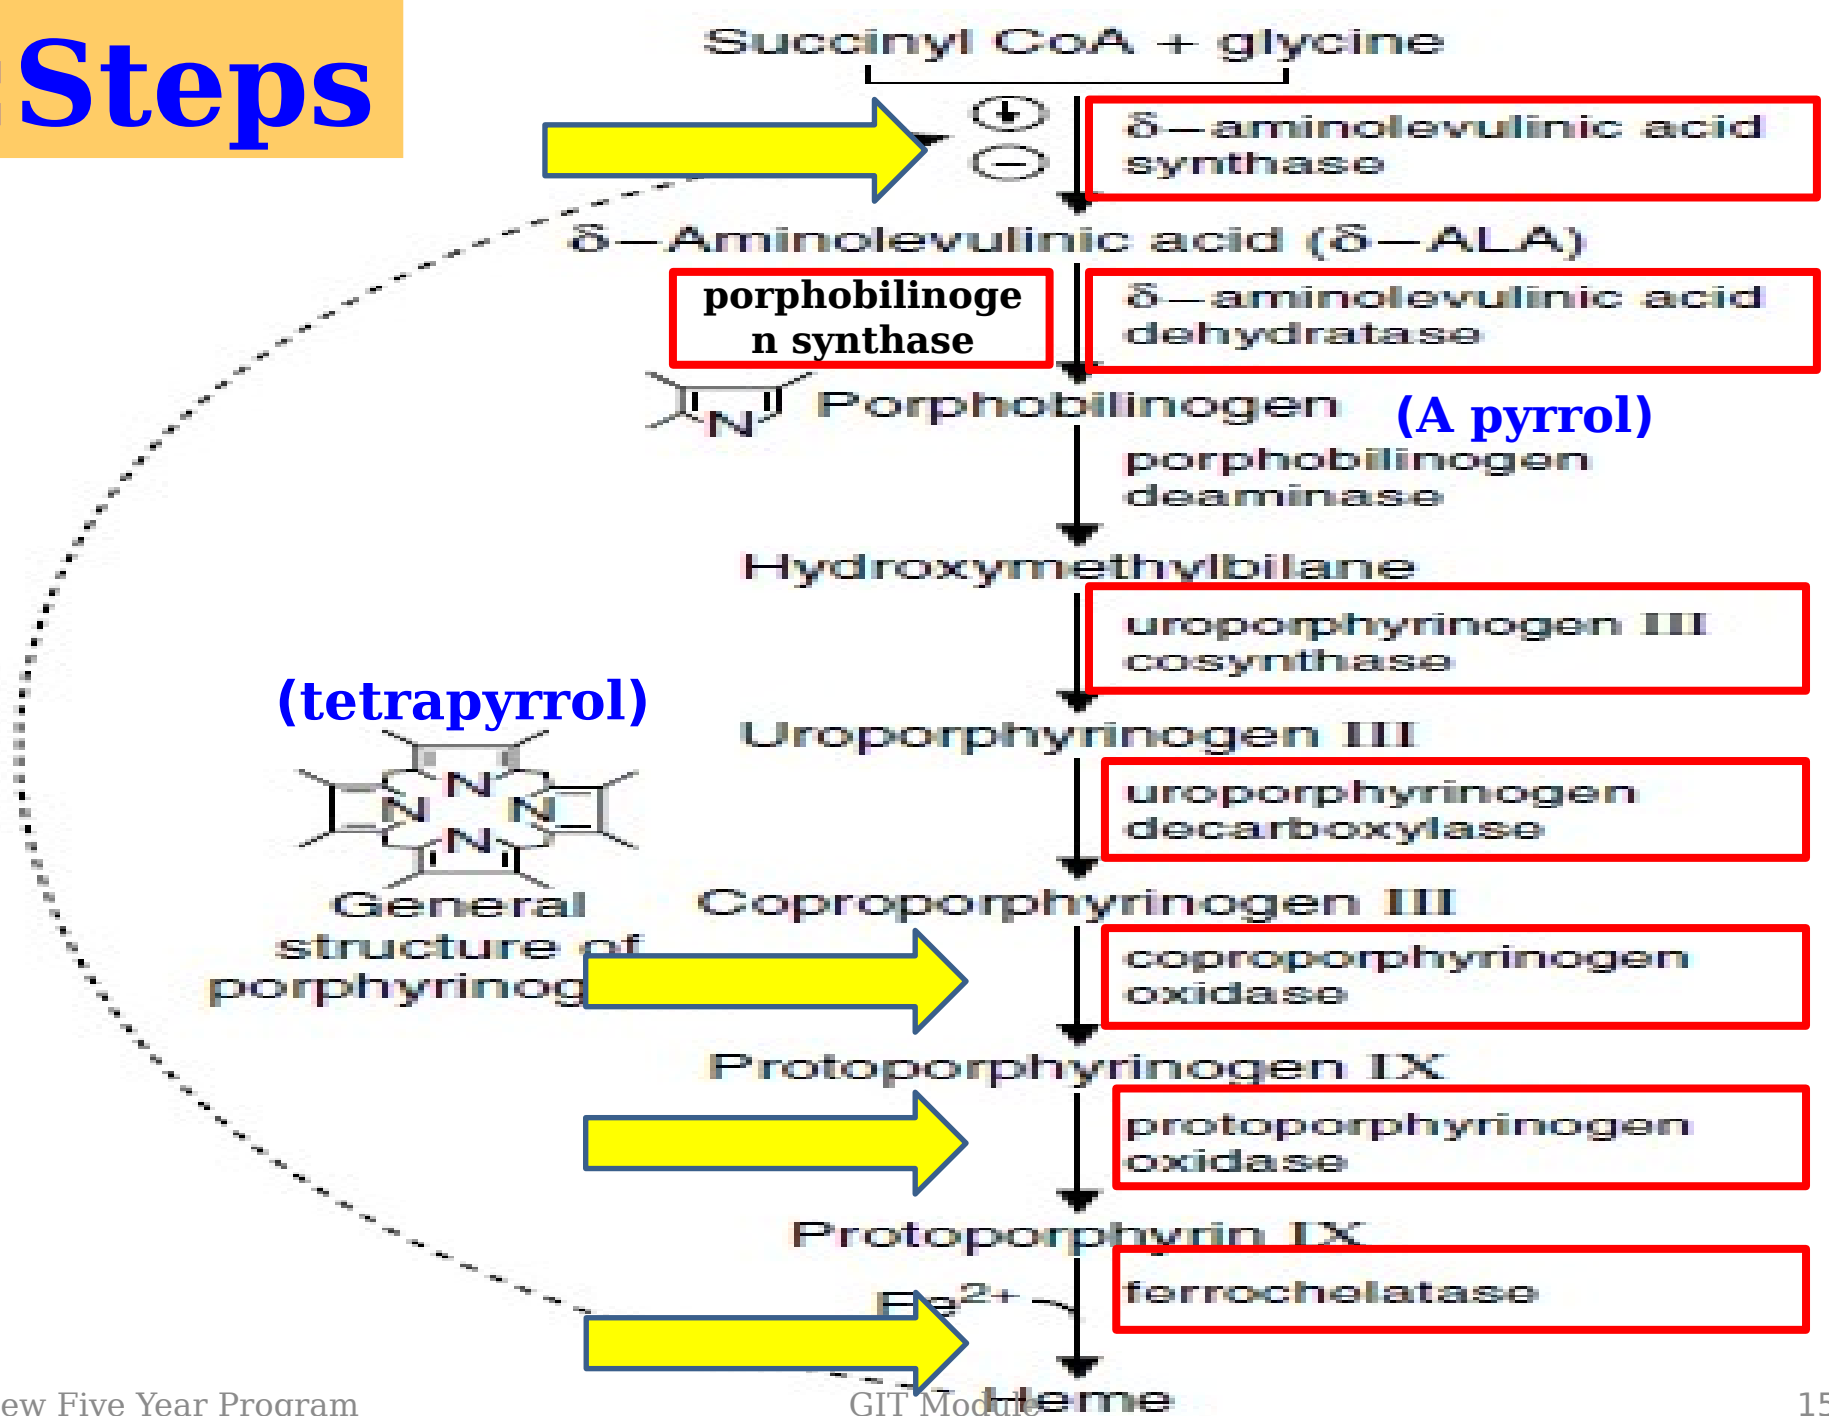 :Steps
Succinyl CoA + glycine
+
−
δ–aminolevulinic acid
synthase
δ–Aminolevulinic acid (δ–ALA)
porphobilinoge
n synthase
δ–aminolevulinic acid
dehydratase
N
Porphobilinogen
(A pyrrol)
porphobilinogen
deaminase
Hydroxymethylbilane
uroporphyrinogen III
cosynthase
(tetrapyrrol)
Uroporphyrinogen III
N
N N
N
uroporphyrinogen
decarboxylase
General
structure of
porphyrinog
Coproporphyrinogen III
coproporphyrinogen
oxidase
Protoporphyrinogen IX
protoporphyrinogen
oxidase
Protoporphyrin IX
Fe2+
ferrochelatase
Heme
ew Five Year Program
GIT Module
15